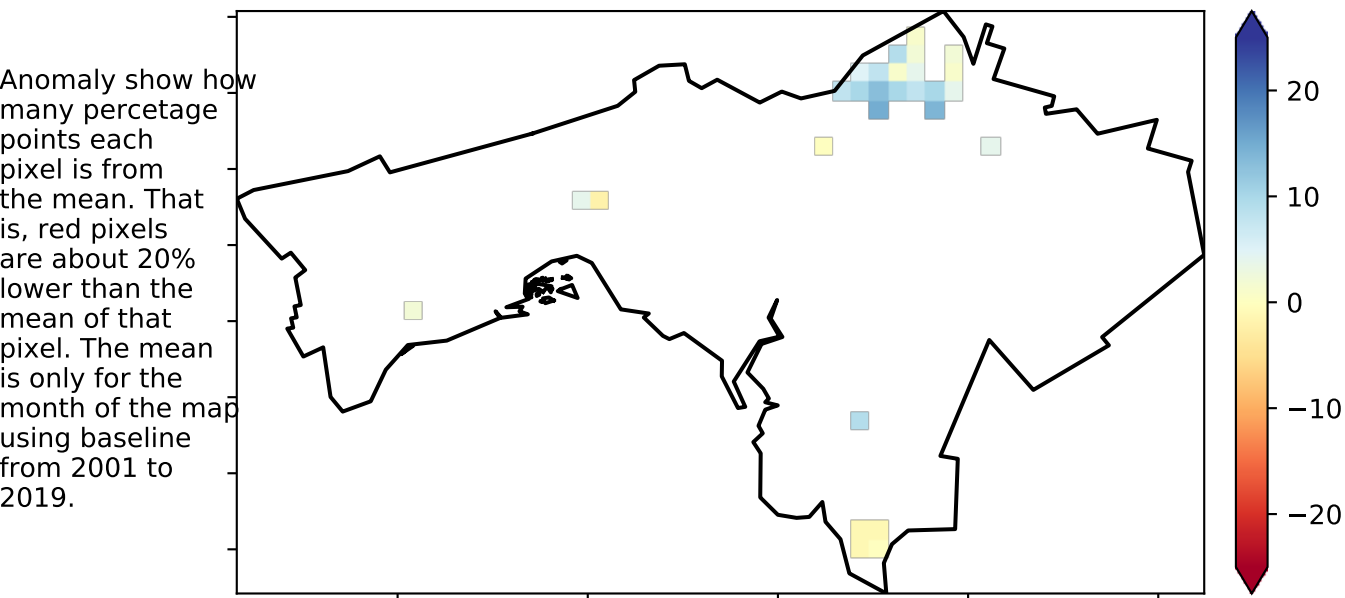 Anomaly show how
many percetage
points each
pixel is from
the mean. That
is, red pixels
are about 20%
lower than the
mean of that
pixel. The mean
is only for the
month of the map
using baseline
from 2001 to
2019.
20
10
0
−10
−20